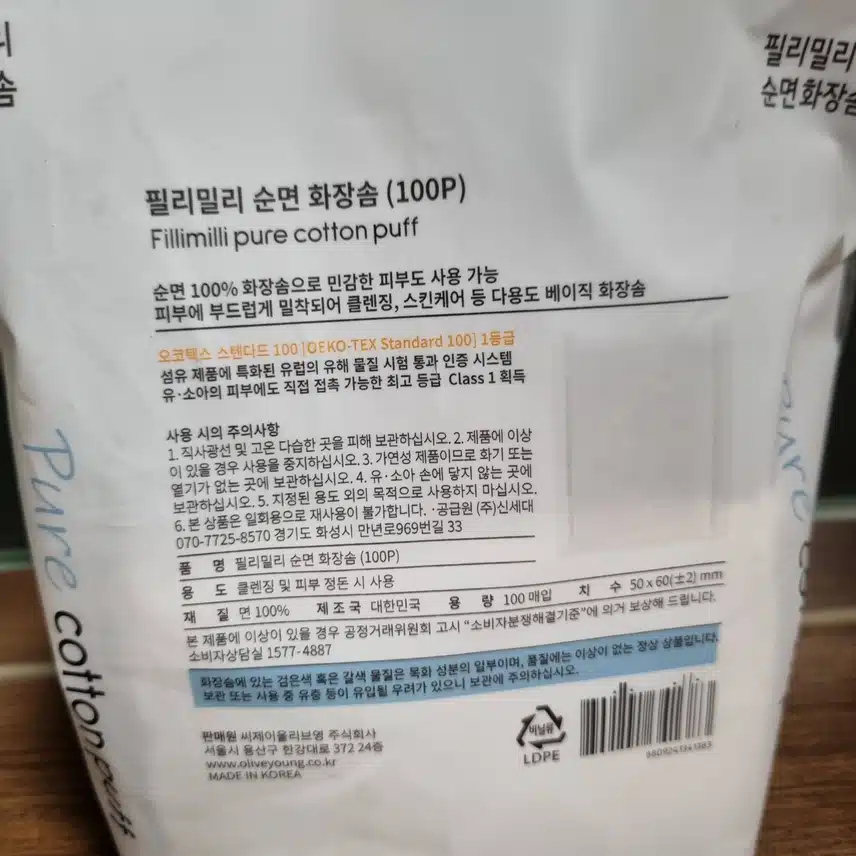 필리밀리
순면화장솜
필리밀리 순면 화장솜 (100P)
Fillimilli pure cotton puff
순면 100% 화장솜으로 민감한 피부도 사용 가능
피부에 부드럽게 밀착되어 클렌징, 스킨케어 등 다용도 베이직 화장솜
오코텍스 스탠다드 100 [OEKO-TEX Standard 100] 1등급
섬유 제품에 특화된 유럽의 유해 물질 시험 통과 인증 시스템
유·소아의 피부에도 직접 접촉 가능한 최고 등급 Class 1 획득
사용 시의 주의사항
1. 직사광선 및 고온 다습한 곳을 피해 보관하십시오. 2. 제품에 이상
이 있을 경우 사용을 중지하십시오. 3. 가연성 제품이므로 화기 또는
열기가 없는 곳에 보관하십시오. 4. 유·소아 손에 닿지 않는 곳에
보관하십시오. 5. 지정된 용도 외의 목적으로 사용하지 마십시오.
6. 본 상품은 일회용으로 재사용이 불가합니다. ·공급원 (주)신세대
070-7725-8570 경기도 화성시 만년로969번길 33
품 명 필리밀리 순면 화장솜 (100P)
용 도 클렌징 및 피부 정돈 시 사용
재 질 면 100% 제 조 국 대한민국 용 량 100 매입 치 수 50 x 60(±2) mm
본 제품에 이상이 있을 경우 공정거래위원회 고시 "소비자분쟁해결기준"에 의거 보상해 드립니다.
소비자상담실 1577-4887
화장솜에 있는 검은색 혹은 갈색 물질은 목화 성분의 일부이며, 품질에는 이상이 없는 정상 상품입니다.
보관 또는 사용 중 유충 등이 유입될 우려가 있으니 보관에 주의하십시오.
판매원 씨제이올리브영 주식회사
서울시 용산구 한강대로 372 24층
www.oliveyoung.co.kr
MADE IN KOREA
비닐류
LDPE
Pure cotton puff
Pure